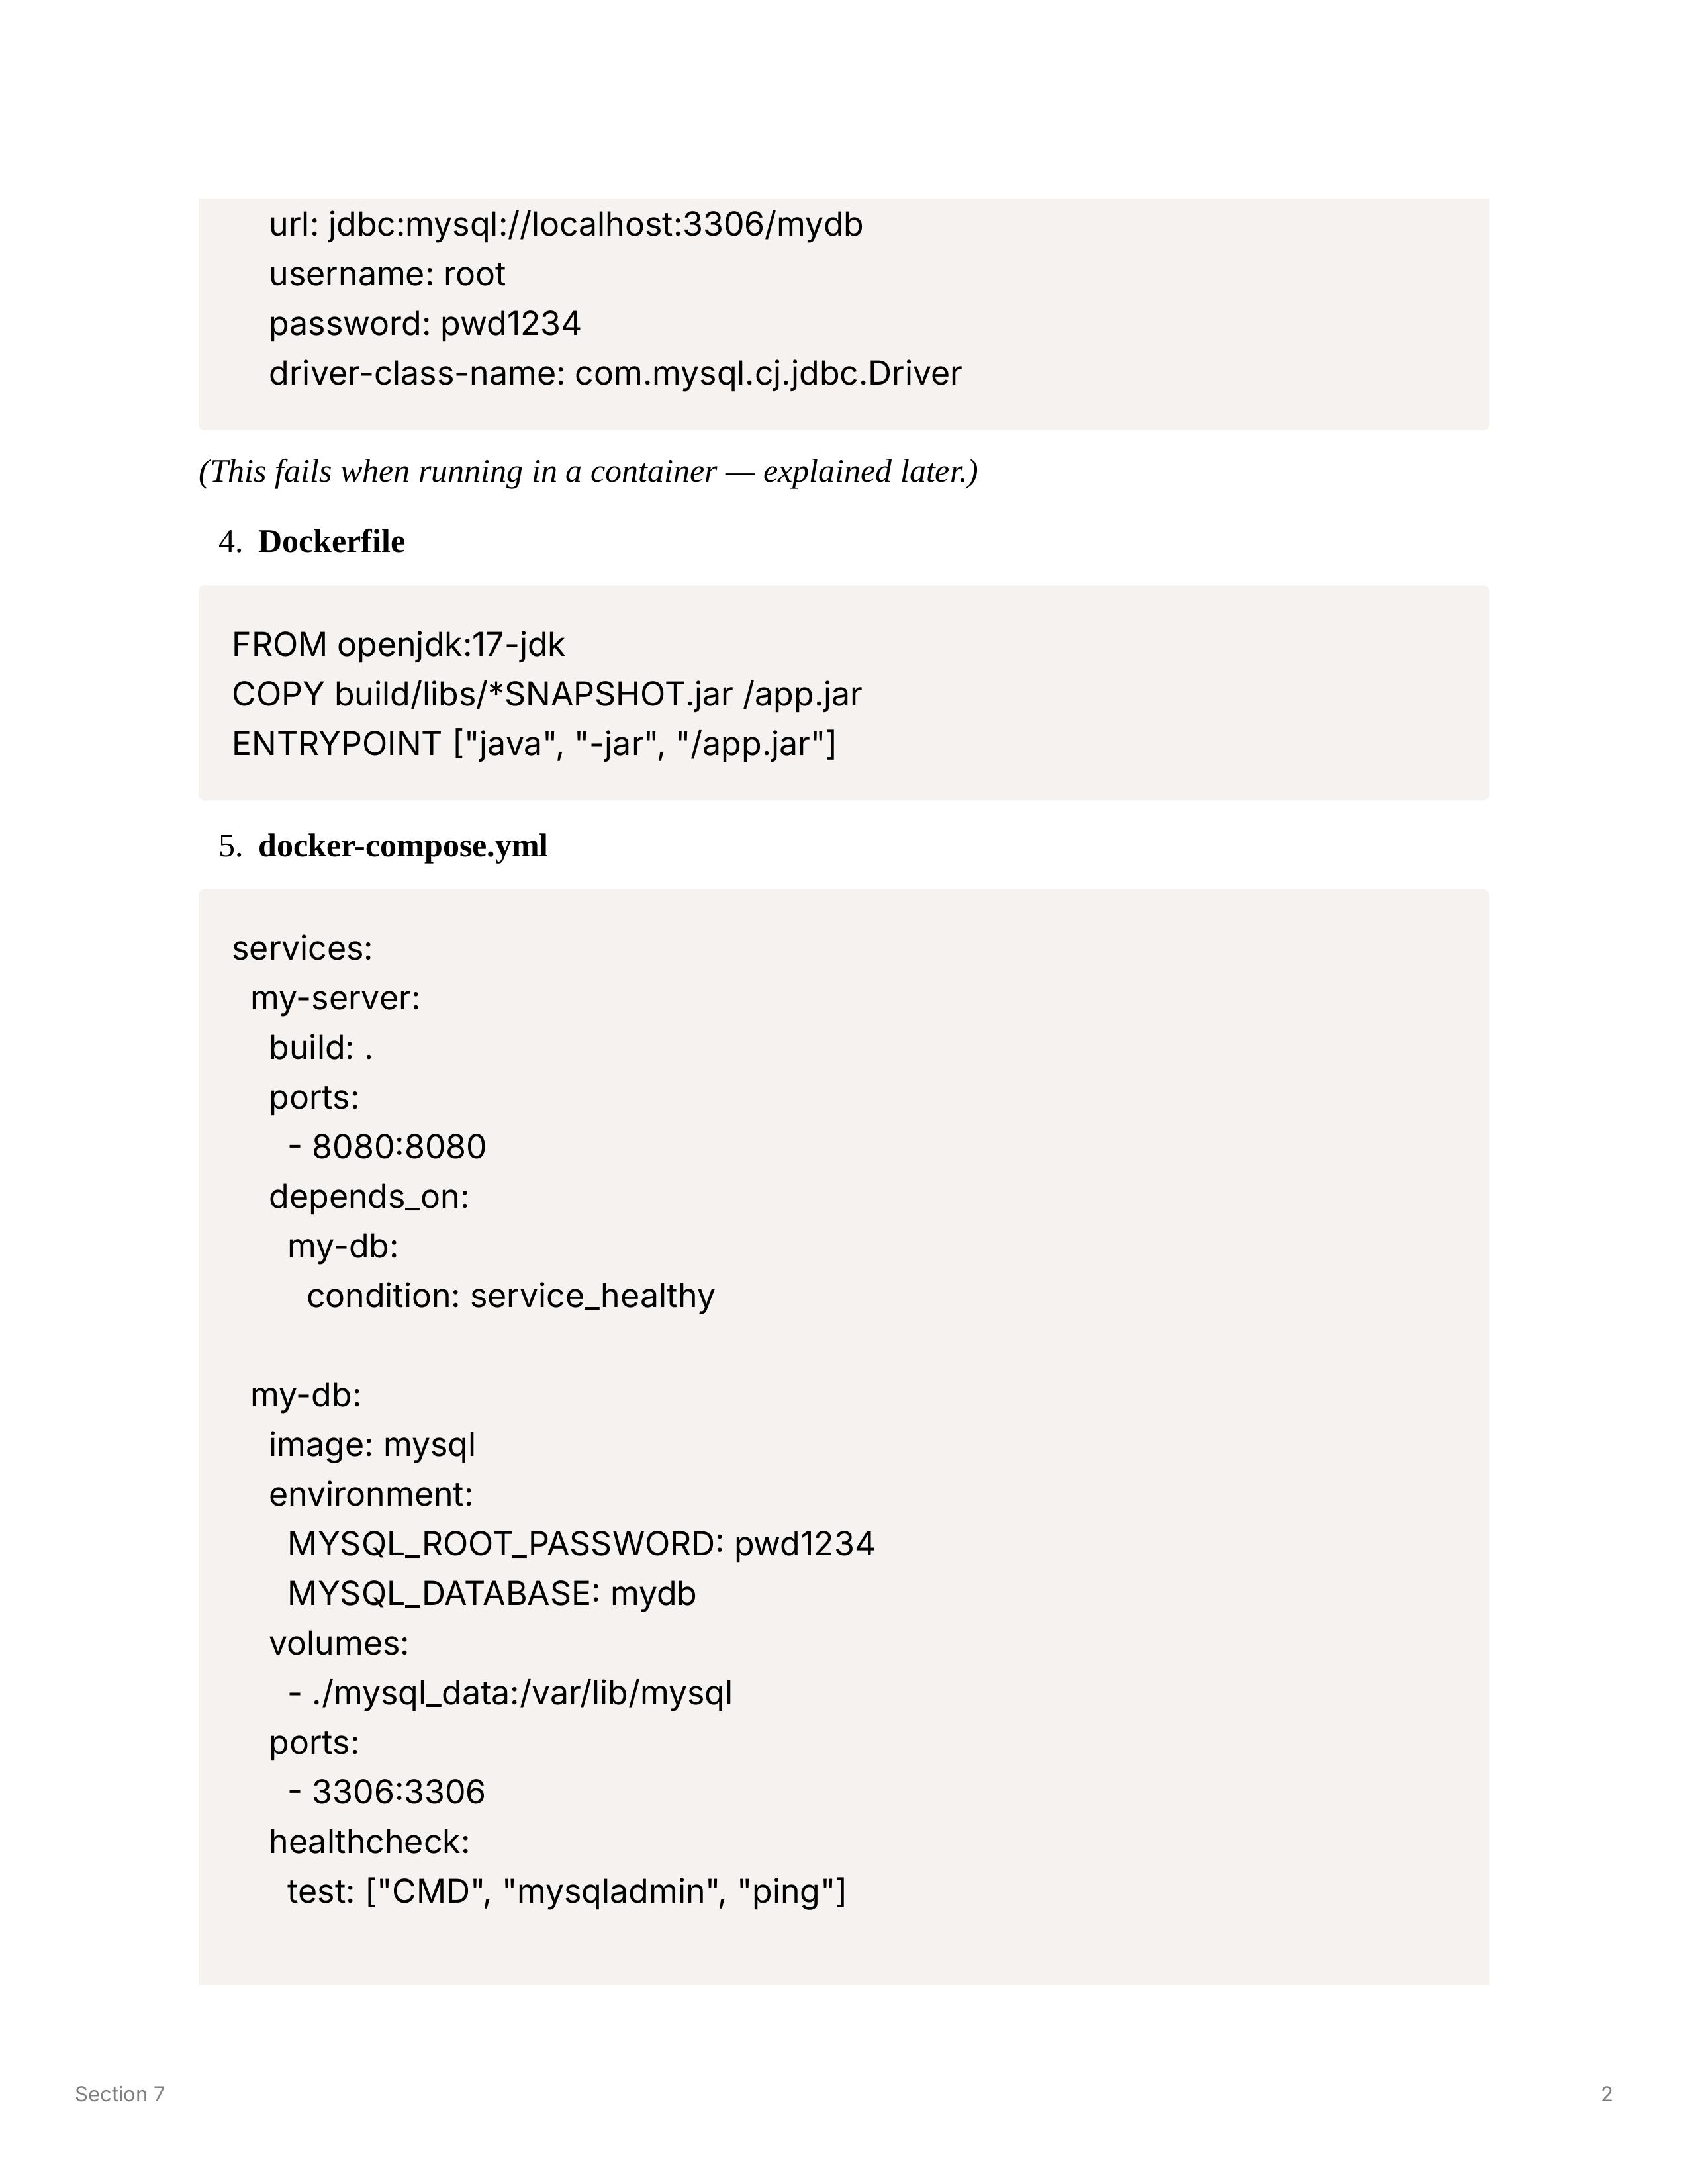 url: jdbc:mysql://localhost:3306/mydb
username: root
password: pwd1234
driver-class-name: com.mysql.cj.jdbc.Driver
(This fails when running in a container — explained later.)
4. Dockerfile
FROM openjdk:17-jdk
COPY build/libs/*SNAPSHOT.jar /app.jar
ENTRYPOINT ["java", "-jar", "/app.jar"]
5. docker-compose.yml
services:
  my-server:
    build: .
    ports:
      - 8080:8080
    depends_on:
      my-db:
        condition: service_healthy

  my-db:
    image: mysql
    environment:
      MYSQL_ROOT_PASSWORD: pwd1234
      MYSQL_DATABASE: mydb
    volumes:
      - ./mysql_data:/var/lib/mysql
    ports:
      - 3306:3306
    healthcheck:
      test: ["CMD", "mysqladmin", "ping"]
Section 7
2